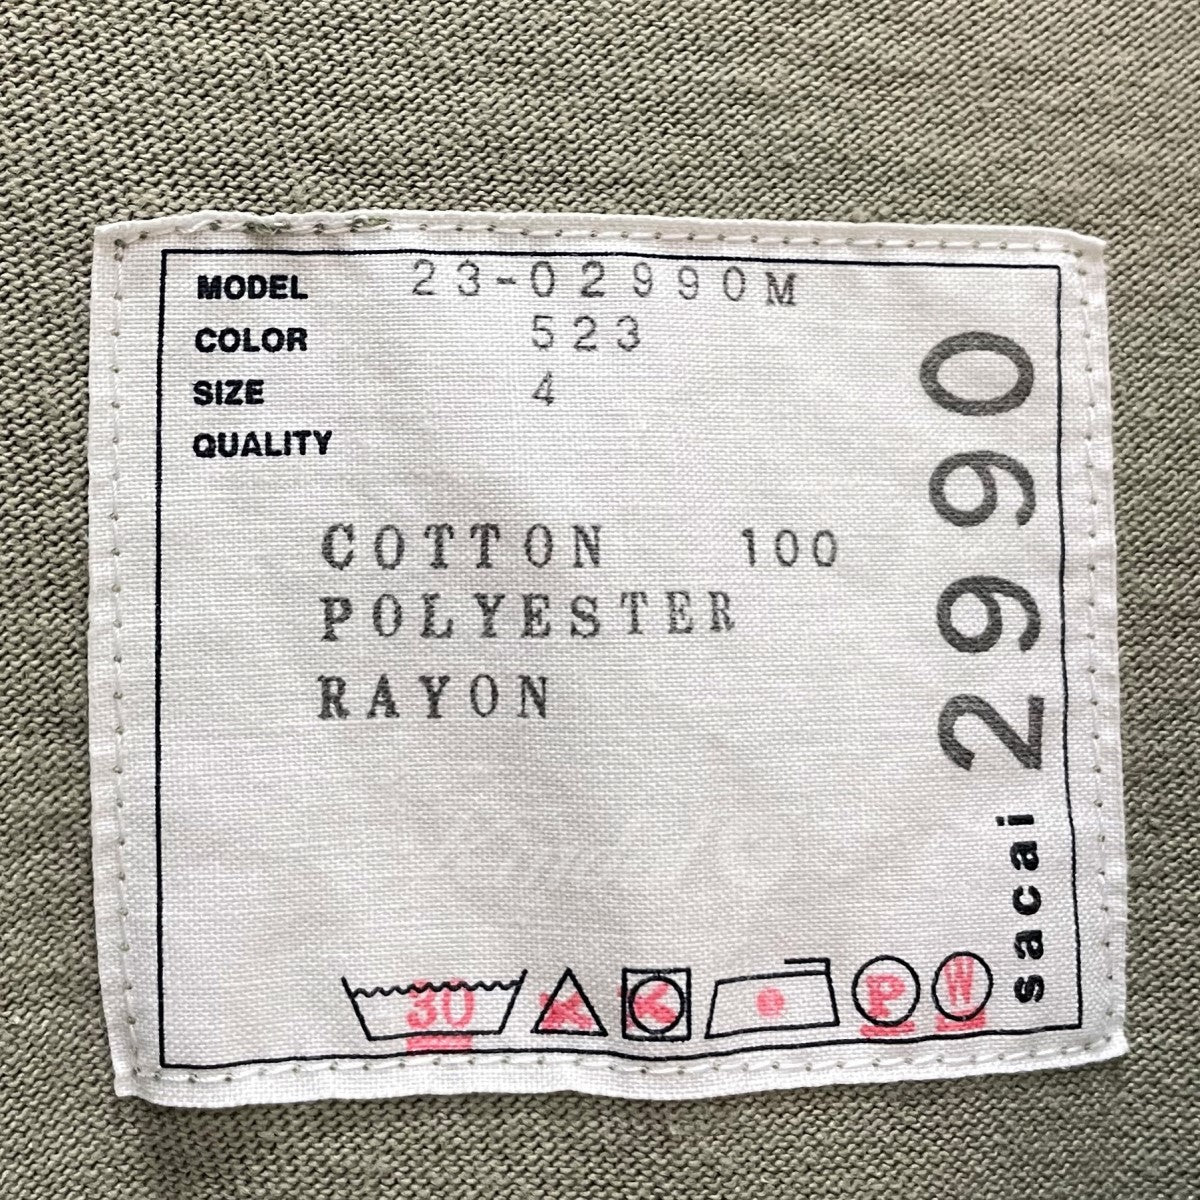 MODEL 23-02990M
COLOR 523
SIZE 4
QUALITY
COTTON 100
POLYESTER
RAYON
sacai 2990
30
P
W